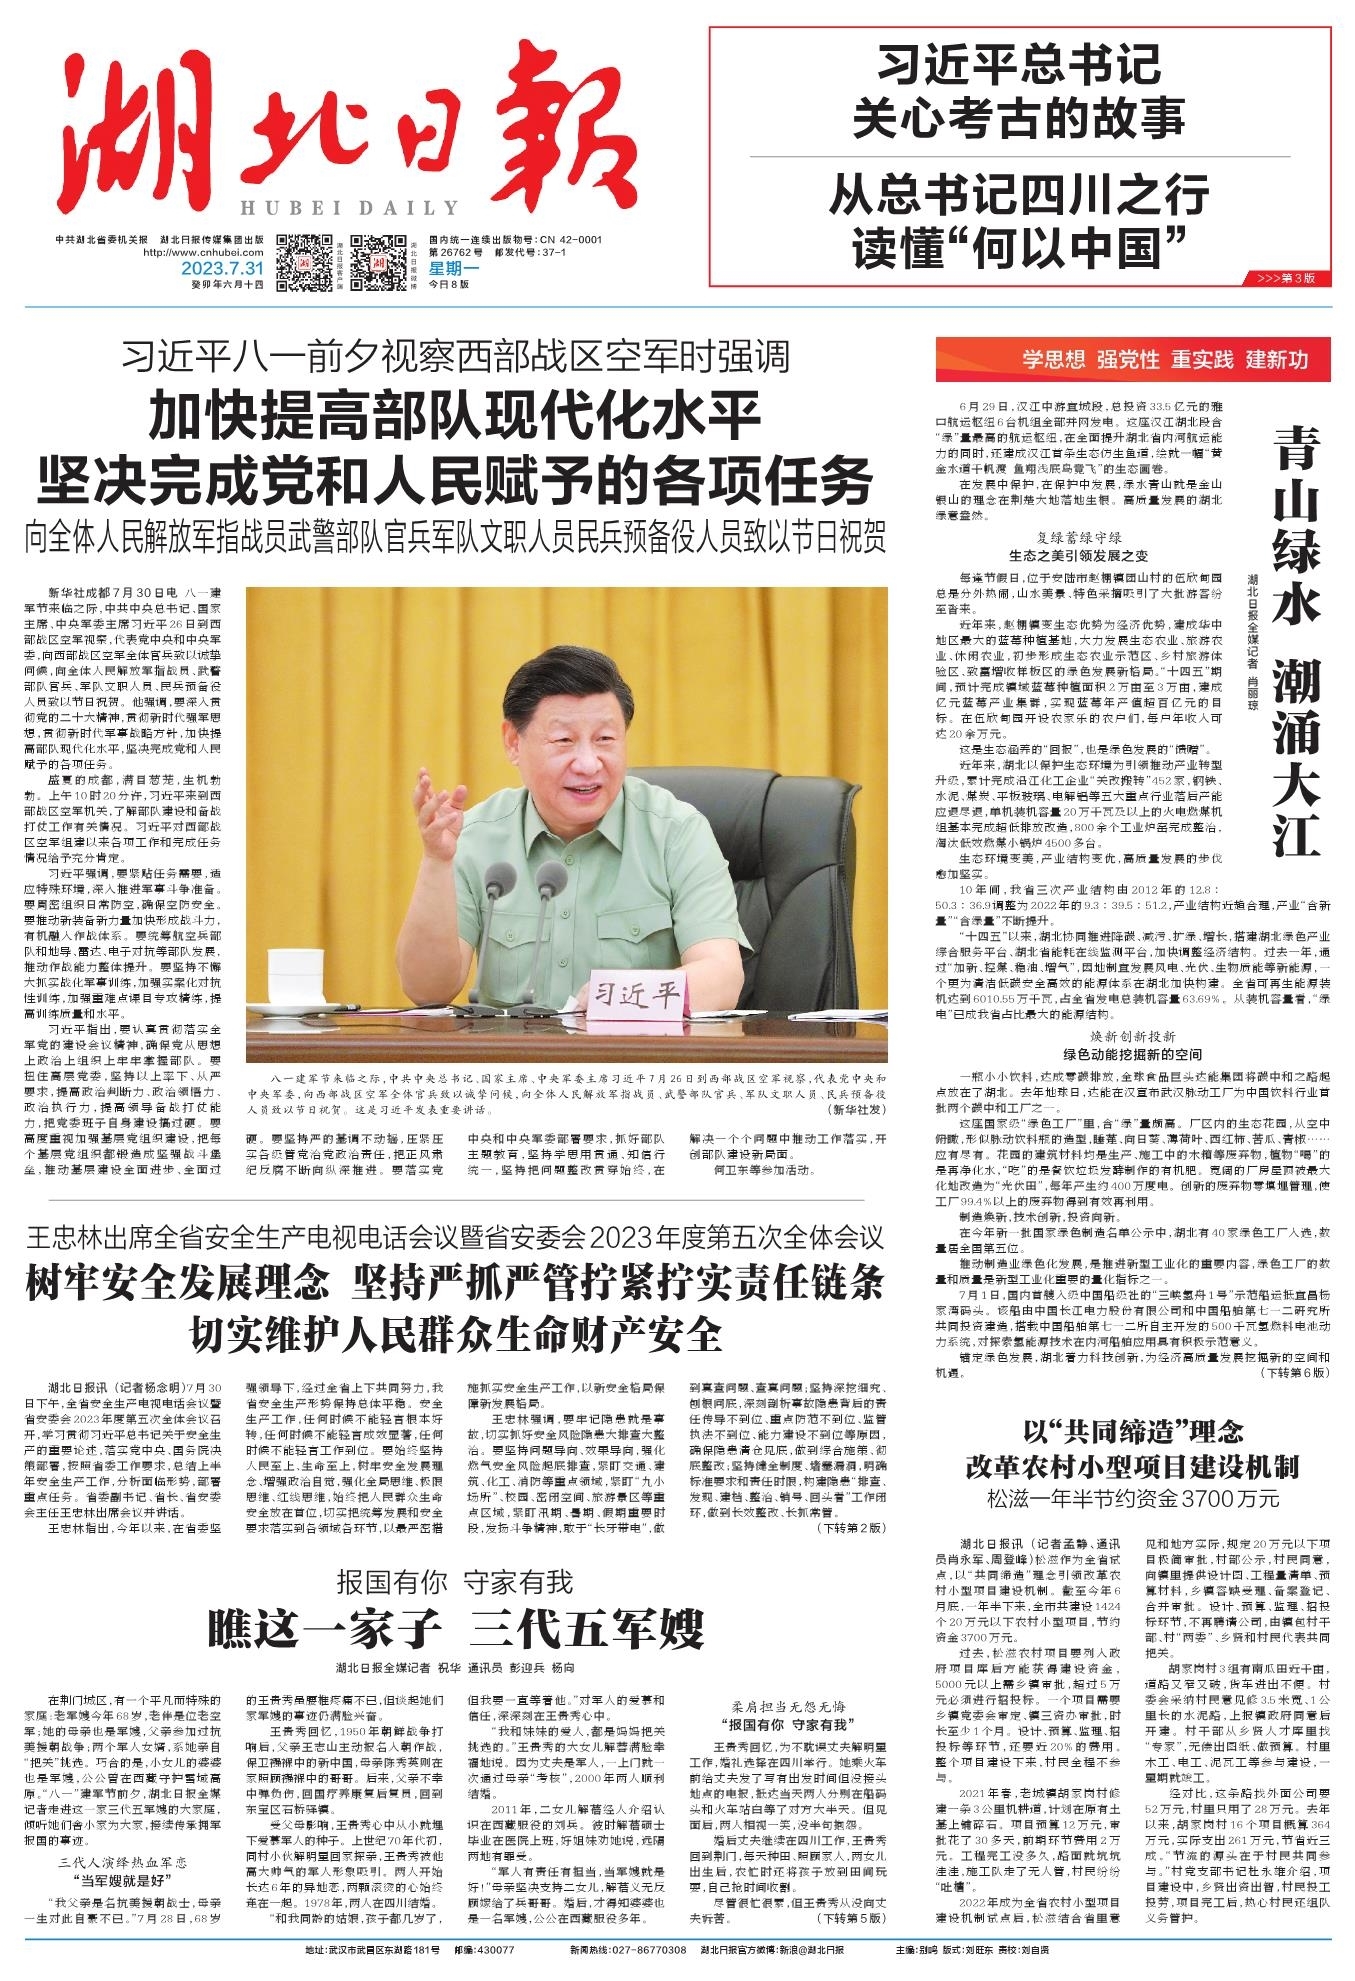 湖北日报
HUBEI DAILY
中共湖北省委机关报 湖北日报传媒集团出版
http://www.cnhubei.com
2023.7.31
癸卯年六月十四
湖北日报客户端
湖北日报微博
国内统一连续出版物号:CN 42-0001
第26762号 邮发代号:37-1
星期一
今日8版
习近平总书记
关心考古的故事
从总书记四川之行
读懂“何以中国”
>>>第3版
习近平八一前夕视察西部战区空军时强调
加快提高部队现代化水平
坚决完成党和人民赋予的各项任务
向全体人民解放军指战员武警部队官兵军队文职人员民兵预备役人员致以节日祝贺
新华社成都7月30日电 八一建
军节来临之际,中共中央总书记、国家
主席、中央军委主席习近平26日到西
部战区空军视察,代表党中央和中央军
委,向西部战区空军全体官兵致以诚挚
问候,向全体人民解放军指战员、武警
部队官兵、军队文职人员、民兵预备役
人员致以节日祝贺。他强调,要深入贯
彻党的二十大精神,贯彻新时代强军思
想,贯彻新时代军事战略方针,加快提
高部队现代化水平,坚决完成党和人民
赋予的各项任务。
盛夏的成都,满目葱茏,生机勃
勃。上午10时20分许,习近平来到西
部战区空军机关,了解部队建设和备战
打仗工作有关情况。习近平对西部战
区空军组建以来各项工作和完成任务
情况给予充分肯定。
习近平强调,要紧贴任务需要,适
应特殊环境,深入推进军事斗争准备。
要周密组织日常防空,确保空防安全。
要推动新装备新力量加快形成战斗力,
有机融入作战体系。要统筹航空兵部
队和地导、雷达、电子对抗等部队发展,
推动作战能力整体提升。要坚持不懈
大抓实战化军事训练,加强实案化对抗
性训练,加强重难点课目专攻精练,提
高训练质量和水平。
习近平指出,要认真贯彻落实全
军党的建设会议精神,确保党从思想
上政治上组织上牢牢掌握部队。要
扭住高层党委,坚持以上率下、从严
要求,提高政治判断力、政治领悟力、
政治执行力,提高领导备战打仗能
力,把党委班子自身建设搞过硬。要
高度重视加强基层党组织建设,把每
个基层党组织都锻造成坚强战斗堡
垒,推动基层建设全面进步、全面过
习近平
八一建军节来临之际,中共中央总书记、国家主席、中央军委主席习近平7月26日到西部战区空军视察,代表党中央和
中央军委,向西部战区空军全体官兵致以诚挚问候,向全体人民解放军指战员、武警部队官兵、军队文职人员、民兵预备役
人员致以节日祝贺。这是习近平发表重要讲话。 (新华社发)
硬。要坚持严的基调不动摇,压紧压
实各级管党治党政治责任,把正风肃
纪反腐不断向纵深推进。要落实党
中央和中央军委部署要求,抓好部队
主题教育,坚持学思用贯通、知信行
统一,坚持把问题整改贯穿始终,在
解决一个个问题中推动工作落实,开
创部队建设新局面。
何卫东等参加活动。
王忠林出席全省安全生产电视电话会议暨省安委会2023年度第五次全体会议
树牢安全发展理念 坚持严抓严管拧紧拧实责任链条
切实维护人民群众生命财产安全
湖北日报讯 (记者杨念明)7月30
日下午,全省安全生产电视电话会议暨
省安委会2023年度第五次全体会议召
开,学习贯彻习近平总书记关于安全生
产的重要论述,落实党中央、国务院决
策部署,按照省委工作要求,总结上半
年安全生产工作,分析面临形势,部署
重点任务。省委副书记、省长、省安委
会主任王忠林出席会议并讲话。
王忠林指出,今年以来,在省委坚
强领导下,经过全省上下共同努力,我
省安全生产形势保持总体平稳。安全
生产工作,任何时候不能轻言根本好
转,任何时候不能轻言成效显著,任何
时候不能轻言工作到位。要始终坚持
人民至上、生命至上,树牢安全发展理
念、增强政治自觉,强化全局思维、极限
思维、红线思维,始终把人民群众生命
安全放在首位,切实把统筹发展和安全
要求落实到各领域各环节,以最严密措
施抓实安全生产工作,以新安全格局保
障新发展格局。
王忠林强调,要牢记隐患就是事
故,切实抓好安全风险隐患大排查大整
治。要坚持问题导向、效果导向,强化
燃气安全风险起底排查,紧盯交通、建
筑、化工、消防等重点领域,紧盯“九小
场所”、校园、密闭空间、旅游景区等重
点区域,紧盯汛期、暑期、假期重要时
段,发扬斗争精神,敢于“长牙带电”,做
到真查问题、查真问题;坚持深挖细究、
刨根问底,深刻剖析事故隐患背后的责
任传导不到位、重点防范不到位、监管
执法不到位、能力建设不到位等原因,
确保隐患清仓见底,做到综合施策、彻
底整改;坚持健全制度、堵塞漏洞,明确
标准要求和责任时限,构建隐患“排查、
发现、建档、整治、销号、回头看”工作闭
环,做到长效整改、长抓常管。
(下转第2版)
报国有你 守家有我
瞧这一家子 三代五军嫂
湖北日报全媒记者 祝华 通讯员 彭迎兵 杨向
在荆门城区,有一个平凡而特殊的
家庭:老军嫂今年68岁,老伴是位老空
军;她的母亲也是军嫂,父亲参加过抗
美援朝战争;两个军人女婿,系她亲自
“把关”挑选。巧合的是,小女儿的婆婆
也是军嫂,公公曾在西藏守护雪域高
原。“八一”建军节前夕,湖北日报全媒
记者走进这一家三代五军嫂的大家庭,
倾听她们舍小家为大家,接续传承拥军
报国的事迹。
三代人演绎热血军恋
“当军嫂就是好”
“我父亲是名抗美援朝战士,母亲
一生对此自豪不已。”7月28日,68岁
的王贵秀虽腰椎疼痛不已,但谈起她们
家军嫂的事迹仍满脸兴奋。
王贵秀回忆,1950年朝鲜战争打
响后,父亲王志山主动报名入朝作战,
保卫襁褓中的新中国,母亲陈秀英则在
家照顾襁褓中的哥哥。后来,父亲不幸
中弹负伤,回国疗养康复后复员,回到
东宝区石桥驿镇。
受父母影响,王贵秀心中从小就埋
下爱慕军人的种子。上世纪70年代初,
同村小伙解明星回家探亲,王贵秀被他
高大帅气的军人形象吸引。两人开始
长达6年的异地恋,两颗滚烫的心始终
连在一起。1978年,两人在四川结婚。
“和我同龄的姑娘,孩子都几岁了,
但我要一直等着他。”对军人的爱慕和
信任,深深刻在王贵秀心中。
“我和妹妹的爱人,都是妈妈把关
挑选的。”王贵秀的大女儿解蓉满脸幸
福地说。因为丈夫是军人,一上门就一
次通过母亲“考核”,2000年两人顺利
结婚。
2011年,二女儿解蓓经人介绍认
识在西藏服役的刘兵。彼时解蓓硕士
毕业在医院上班,好姐妹劝她说,远隔
两地有罪受。
“军人有责任有担当,当军嫂就是
好!”母亲坚决支持二女儿,解蓓义无反
顾嫁给了兵哥哥。婚后,才得知婆婆也
是一名军嫂,公公在西藏服役多年。
柔肩担当无怨无悔
“报国有你 守家有我”
王贵秀回忆,为不耽误丈夫解明星
工作,婚礼选择在四川举行。她乘火车
前给丈夫发了写有出发时间但没接头
地点的电报,抵达当天两人分别在船码
头和火车站白等了对方大半天。但见
面后,两人相视一笑,没半句抱怨。
婚后丈夫继续在四川工作,王贵秀
回到荆门,每天种田、照顾家人,两女儿
出生后,农忙时还将孩子放到田间玩
耍,自己抢时间收割。
尽管很忙很累,但王贵秀从没向丈
夫诉苦。 (下转第5版)
学思想 强党性 重实践 建新功
青山绿水 潮涌大江
湖北日报全媒记者 肖丽琼
6月29日,汉江中游宜城段,总投资33.5亿元的雅
口航运枢纽6台机组全部并网发电。这座汉江湖北段含
“绿”量最高的航运枢纽,在全面提升湖北省内河航运能
力的同时,还建成汉江首条生态仿生鱼道,绘就一幅“黄
金水道千帆渡 鱼翔浅底鸟竞飞”的生态画卷。
在发展中保护,在保护中发展,绿水青山就是金山
银山的理念在荆楚大地落地生根。高质量发展的湖北
绿意盎然。
复绿蓄绿守绿
生态之美引领发展之变
每逢节假日,位于安陆市赵棚镇团山村的伍欣甸园
总是分外热闹,山水美景、特色采摘吸引了大批游客纷
至沓来。
近年来,赵棚镇变生态优势为经济优势,建成华中
地区最大的蓝莓种植基地,大力发展生态农业、旅游农
业、休闲农业,初步形成生态农业示范区、乡村旅游体
验区、致富增收样板区的绿色发展新格局。“十四五”期
间,预计完成镇域蓝莓种植面积2万亩至3万亩,建成
亿元蓝莓产业集群,实现蓝莓年产值超百亿元的目
标。在伍欣甸园开设农家乐的农户们,每户年收入可
达20余万元。
这是生态涵养的“回报”,也是绿色发展的“馈赠”。
近年来,湖北以保护生态环境为引领推动产业转型
升级,累计完成沿江化工企业“关改搬转”452家,钢铁、
水泥、煤炭、平板玻璃、电解铝等五大重点行业落后产能
应退尽退,单机装机容量20万千瓦及以上的火电燃煤机
组基本完成超低排放改造,800余个工业炉窑完成整治,
淘汰低效燃煤小锅炉4500多台。
生态环境变美,产业结构变优,高质量发展的步伐
愈加坚实。
10年间,我省三次产业结构由2012年的12.8∶
50.3∶36.9调整为2022年的9.3∶39.5∶51.2,产业结构近趋合理,产业“含新
量”“含绿量”不断提升。
“十四五”以来,湖北协同推进降碳、减污、扩绿、增长,搭建湖北绿色产业
综合服务平台、湖北省能耗在线监测平台,加快调整经济结构。过去一年,通
过“加新、控煤、稳油、增气”,因地制宜发展风电、光伏、生物质能等新能源,一
个更为清洁低碳安全高效的能源体系在湖北加快构建。全省可再生能源装
机达到6010.55万千瓦,占全省发电总装机容量63.69%。从装机容量看,“绿
电”已成我省占比最大的能源结构。
焕新创新投新
绿色动能挖掘新的空间
一瓶小小饮料,达成零碳排放,全球食品巨头达能集团将碳中和之路起
点放在了湖北。去年地球日,达能在汉宣布武汉脉动工厂为中国饮料行业首
批两个碳中和工厂之一。
这座国家级“绿色工厂”里,含“绿”量颇高。厂区内的生态花园,从空中
俯瞰,形似脉动饮料瓶的造型,睡莲、向日葵、薄荷叶、西红柿、苦瓜、青椒……
应有尽有。花园的建筑材料均是生产、施工中的木箱等废弃物,植物“喝”的
是再净化水,“吃”的是餐饮垃圾发酵制作的有机肥。宽阔的厂房屋顶被最大
化地改造为“光伏田”,每年产生约400万度电。创新的废弃物零填埋管理,使
工厂99.4%以上的废弃物得到有效再利用。
制造焕新,技术创新,投资向新。
在今年新一批国家绿色制造名单公示中,湖北有40家绿色工厂入选,数
量居全国第五位。
推动制造业绿色化发展,是推进新型工业化的重要内容,绿色工厂的数
量和质量是新型工业化重要的量化指标之一。
7月1日,国内首艘入级中国船级社的“三峡氢舟1号”示范船运抵宜昌杨
家湾码头。该船由中国长江电力股份有限公司和中国船舶第七一二研究所
共同投资建造,搭载中国船舶第七一二所自主开发的500千瓦氢燃料电池动
力系统,对探索氢能源技术在内河船舶应用具有积极示范意义。
锚定绿色发展,湖北着力科技创新,为经济高质量发展挖掘新的空间和
机遇。 (下转第6版)
以“共同缔造”理念
改革农村小型项目建设机制
松滋一年半节约资金3700万元
湖北日报讯 (记者孟静、通讯
员肖永军、周登峰)松滋作为全省试
点,以“共同缔造”理念引领改革农
村小型项目建设机制。截至今年6
月底,一年半下来,全市共建设1424
个20万元以下农村小型项目,节约
资金3700万元。
过去,松滋农村项目要列入政
府项目库后方能获得建设资金,
5000元以上需乡镇审批,超过5万
元必须进行招投标。一个项目需要
乡镇党委会审定、镇三资办审批,时
长至少1个月。设计、预算、监理、招
投标等环节,还要近20%的费用。
整个项目建设下来,村民全程不参
与。
2021年春,老城镇胡家岗村修
建一条3公里机耕道,计划在原有土
基上铺碎石。项目预算12万元,审
批花了30多天,前期环节费用2万
元。工程完工没多久,路面就坑坑
洼洼,施工队走了无人管,村民纷纷
“吐槽”。
2022年成为全省农村小型项目
建设机制试点后,松滋结合省里意
见和地方实际,规定20万元以下项
目极简审批,村部公示,村民同意,
向镇里提供设计图、工程量清单、预
算材料,乡镇容缺受理、备案登记、
合并审批。设计、预算、监理、招投
标环节,不再聘请公司,由镇包村干
部、村“两委”、乡贤和村民代表共同
把关。
胡家岗村3组有南瓜田近千亩,
道路又窄又破,货车进出不便。村
委会采纳村民意见修3.5米宽、1公
里长的水泥路,上报镇政府同意后
开建。村干部从乡贤人才库里找
“专家”,无偿出图纸、做预算。村里
木工、电工、泥瓦工等参与建设,一
星期就竣工。
经对比,这条路找外面公司要
52万元,村里只用了28万元。去年
以来,胡家岗村16个项目概算364
万元,实际支出261万元,节省近三
成。“节流的源头在于村民共同参
与。”村党支部书记杜永雄介绍,项
目建设中,乡贤出资出智,村民投工
投劳,项目完工后,热心村民还组队
义务管护。
地址:武汉市武昌区东湖路181号 邮编:430077 新闻热线:027-86770308 湖北日报官方微博:新浪@湖北日报 主编:别鸣 版式:刘旺东 责校:刘自贤